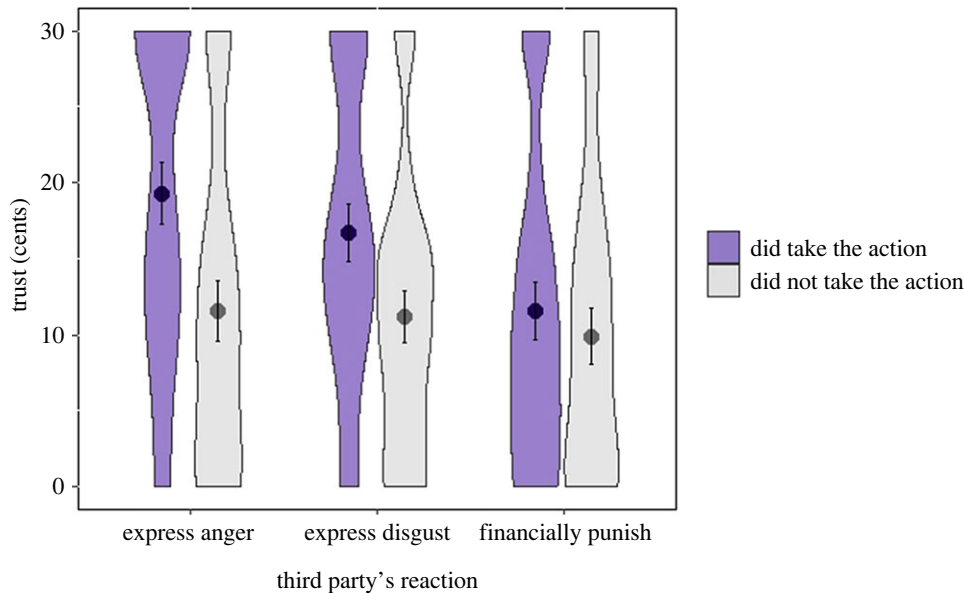 30
20
10
0
trust (cents)
express anger
express disgust
financially punish
third party’s reaction
did take the action
did not take the action